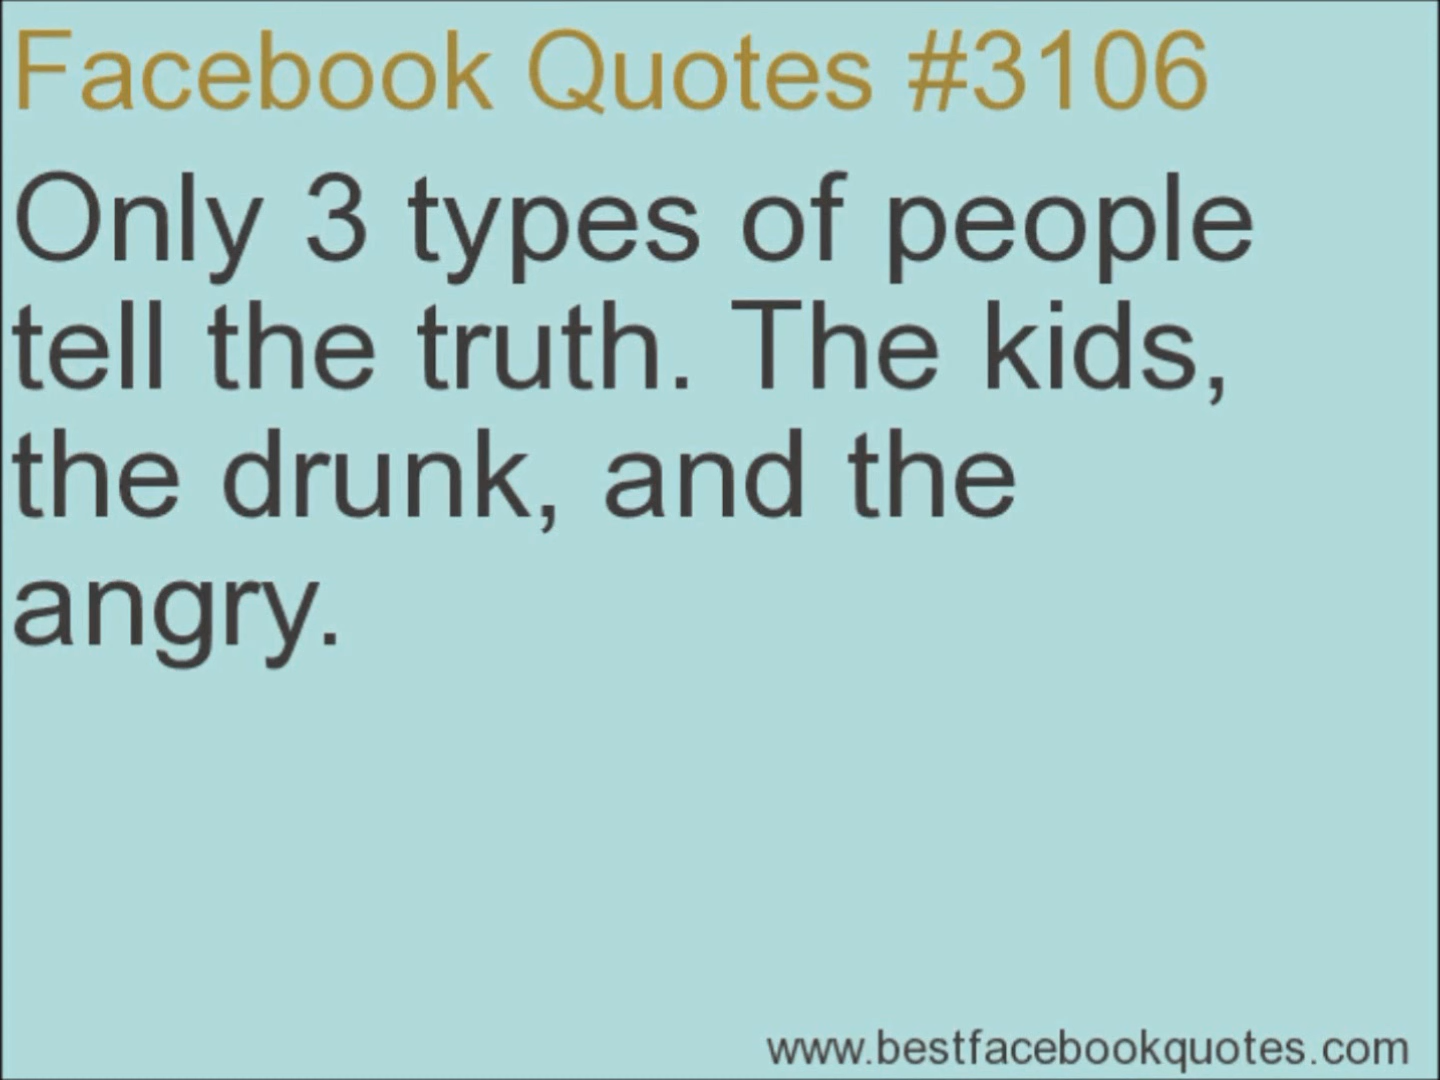 Facebook Quotes #3106
Only 3 types of people
tell the truth. The kids,
the drunk, and the
angry.
www.bestfacebookquotes.com